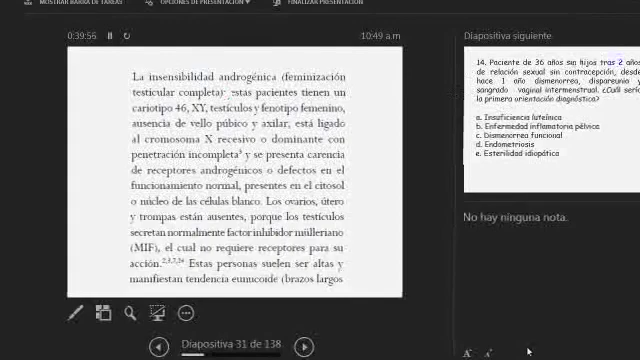 MOSTRAR BARRA DE TAREAS
OPCIONES DE PRESENTACIÓN
FINALIZAR PRESENTACIÓN
0:39:56
10:49 a.m
La insensibilidad androgénica (feminización
testicular completa) estas pacientes tienen un
cariotipo 46, XY, testículos y fenotipo femenino,
ausencia de vello púbico y axilar, está ligado
al cromosoma X recesivo o dominante con
penetración incompleta³ y se presenta carencia
de receptores androgénicos o defectos en el
funcionamiento normal, presentes en el citosol
o núcleo de las células blanco. Los ovarios, útero
y trompas están ausentes, porque los testículos
secretan normalmente factor inhibidor mülleriano
(MIF), el cual no requiere receptores para su
acción.²,³,⁷,²⁴ Estas personas suelen ser altas y
manifiestan tendencia eunucoide (brazos largos
Diapositiva 31 de 138
Diapositiva siguiente
14. Paciente de 36 años sin hijos tras 2 años
de relación sexual sin contracepción, desde
hace 1 año dismenorrea, dispareunia y
sangrado vaginal intermenstrual. ¿Cuál sería
la primera orientación diagnóstica?
a. Insuficiencia luteínica
b. Enfermedad inflamatoria pélvica
c. Dismenorrea funcional
d. Endometriosis
e. Esterilidad idiopática
No hay ninguna nota.